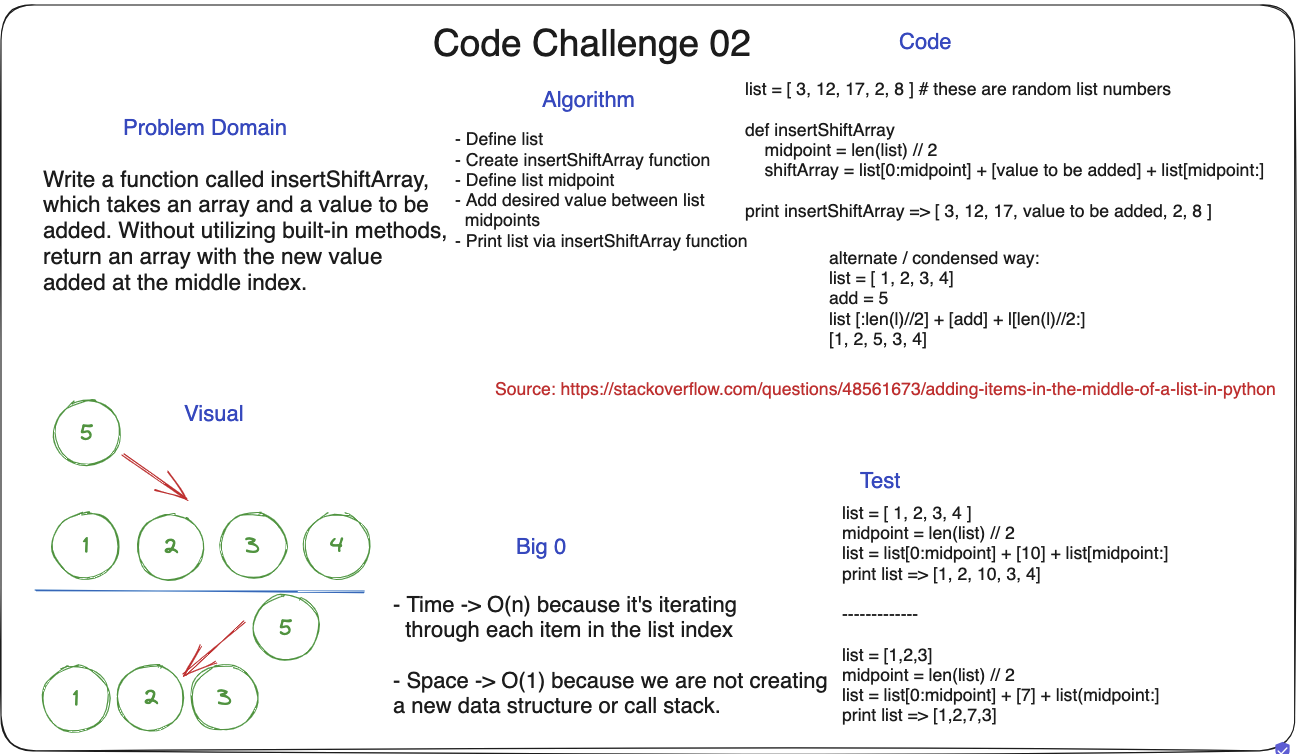 Code Challenge 02
Problem Domain
Write a function called insertShiftArray,
which takes an array and a value to be
added. Without utilizing built-in methods,
return an array with the new value
added at the middle index.
Algorithm
- Define list
- Create insertShiftArray function
- Define list midpoint
- Add desired value between list
midpoints
- Print list via insertShiftArray function
Code
list = [ 3, 12, 17, 2, 8 ] # these are random list numbers
def insertShiftArray
midpoint = len(list) // 2
shiftArray = list[0:midpoint] + [value to be added] + list[midpoint:]
print insertShiftArray => [ 3, 12, 17, value to be added, 2, 8 ]
alternate / condensed way:
list = [ 1, 2, 3, 4]
add = 5
list [:len(l)//2] + [add] + l[len(l)//2:]
[1, 2, 5, 3, 4]
Source: https://stackoverflow.com/questions/48561673/adding-items-in-the-middle-of-a-list-in-python
Visual
5
1 2 3 4
5
1 2 3
Big 0
- Time -> O(n) because it's iterating
through each item in the list index
- Space -> O(1) because we are not creating
a new data structure or call stack.
Test
list = [ 1, 2, 3, 4 ]
midpoint = len(list) // 2
list = list[0:midpoint] + [10] + list[midpoint:]
print list => [1, 2, 10, 3, 4]
-------------
list = [1,2,3]
midpoint = len(list) // 2
list = list[0:midpoint] + [7] + list(midpoint:]
print list => [1,2,7,3]